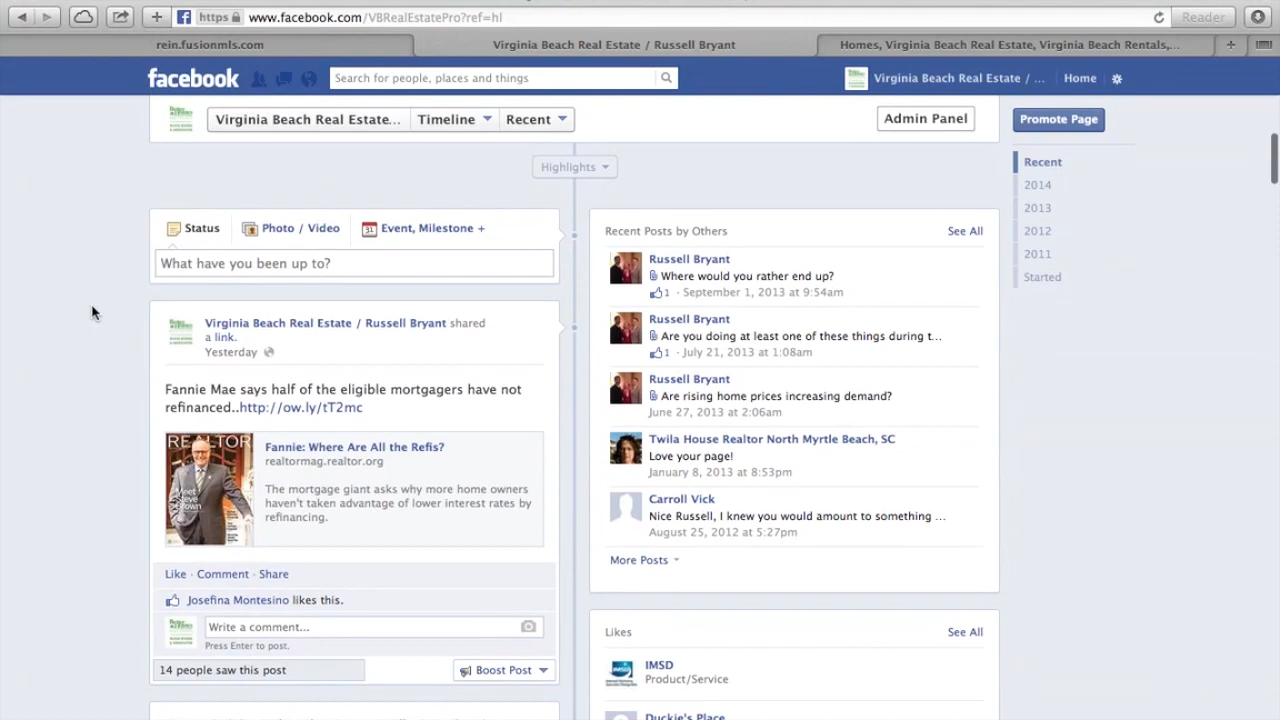 https www.facebook.com/VBRealEstatePro?ref=hl Reader
rein.fusionmls.com Virginia Beach Real Estate / Russell Bryant Homes, Virginia Beach Real Estate, Virginia Beach Rentals,...
facebook Search for people, places and things Virginia Beach Real Estate / ... Home
Virginia Beach Real Estate... Timeline Recent Admin Panel Promote Page
Highlights
Recent
2014
2013
2012
2011
Started
Status Photo / Video Event, Milestone +
What have you been up to?
Virginia Beach Real Estate / Russell Bryant shared
a link.
Yesterday
Fannie Mae says half of the eligible mortgagers have not
refinanced..http://ow.ly/tT2mc
REALTOR
Meet
Steve
Brown
Fannie: Where Are All the Refis?
realtormag.realtor.org
The mortgage giant asks why more home owners
haven't taken advantage of lower interest rates by
refinancing.
Like · Comment · Share
Josefina Montesino likes this.
Write a comment...
Press Enter to post.
14 people saw this post Boost Post
Recent Posts by Others See All
Russell Bryant
Where would you rather end up?
1 · September 1, 2013 at 9:54am
Russell Bryant
Are you doing at least one of these things during t...
1 · July 21, 2013 at 1:08am
Russell Bryant
Are rising home prices increasing demand?
June 27, 2013 at 2:06am
Twila House Realtor North Myrtle Beach, SC
Love your page!
January 8, 2013 at 8:53pm
Carroll Vick
Nice Russell, I knew you would amount to something ...
August 25, 2012 at 5:27pm
More Posts
Likes See All
IMSD
IMSD
Product/Service
Duckie's Place